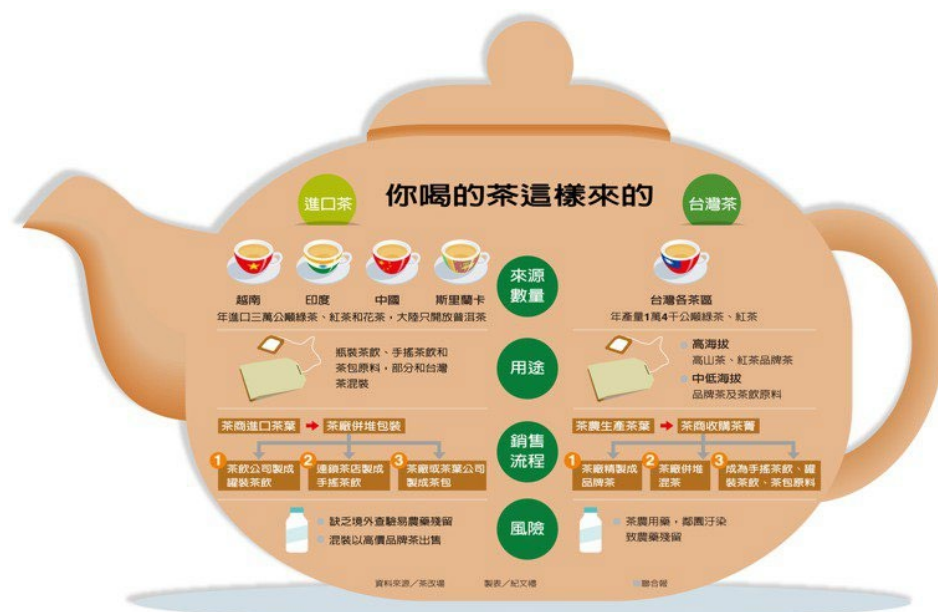 你喝的茶這樣來的
進口茶
台灣茶
來源
數量
越南
印度
中國
斯里蘭卡
年進口三萬公噸綠茶、紅茶和花茶，大陸只開放普洱茶
台灣各茶區
年產量1萬4千公噸綠茶、紅茶
用途
瓶裝茶飲、手搖茶飲和
茶包原料，部分和台灣
茶混裝
高海拔
高山茶、紅茶品牌茶
中低海拔
品牌茶及茶飲原料
銷售
流程
茶商進口茶葉
茶廠併堆包裝
1 茶飲公司製成
罐裝茶飲
2 連鎖茶店製成
手搖茶飲
3 茶廠或茶葉公司
製成茶包
茶農生產茶葉
茶商收購茶菁
1 茶廠精製成
品牌茶
2 茶廠併堆
混茶
3 成為手搖茶飲、罐
裝茶飲、茶包原料
風險
缺乏境外查驗易農藥殘留
混裝以高價品牌茶出售
茶農用藥，鄰園汙染
致農藥殘留
資料來源／茶改場
製表／紀文禮
聯合報